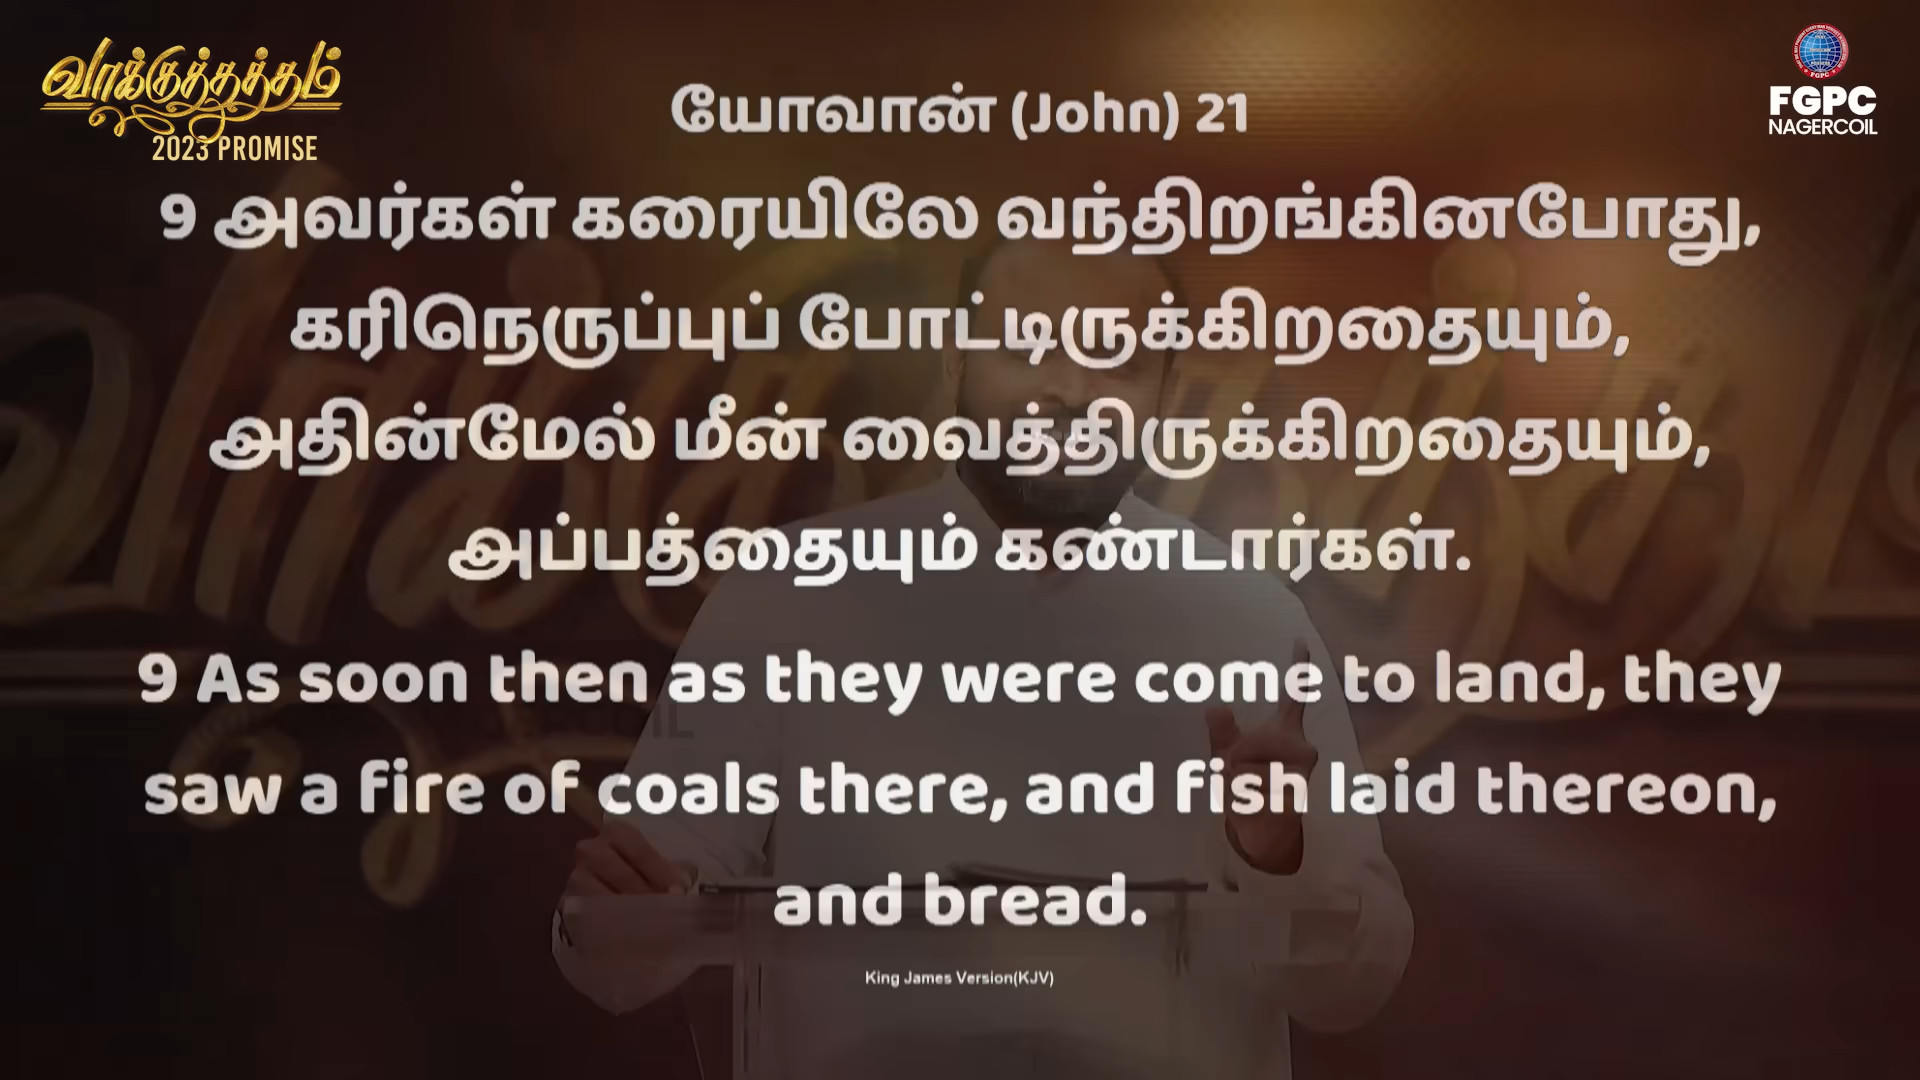 வாக்குத்தத்தம்
2023 PROMISE
FGPC
NAGERCOIL
யோவான் (John) 21
9 அவர்கள் கரையிலே வந்திறங்கினபோது,
கரிநெருப்புப் போட்டிருக்கிறதையும்,
அதின்மேல் மீன் வைத்திருக்கிறதையும்,
அப்பத்தையும் கண்டார்கள்.
9 As soon then as they were come to land, they
saw a fire of coals there, and fish laid thereon,
and bread.
King James Version(KJV)